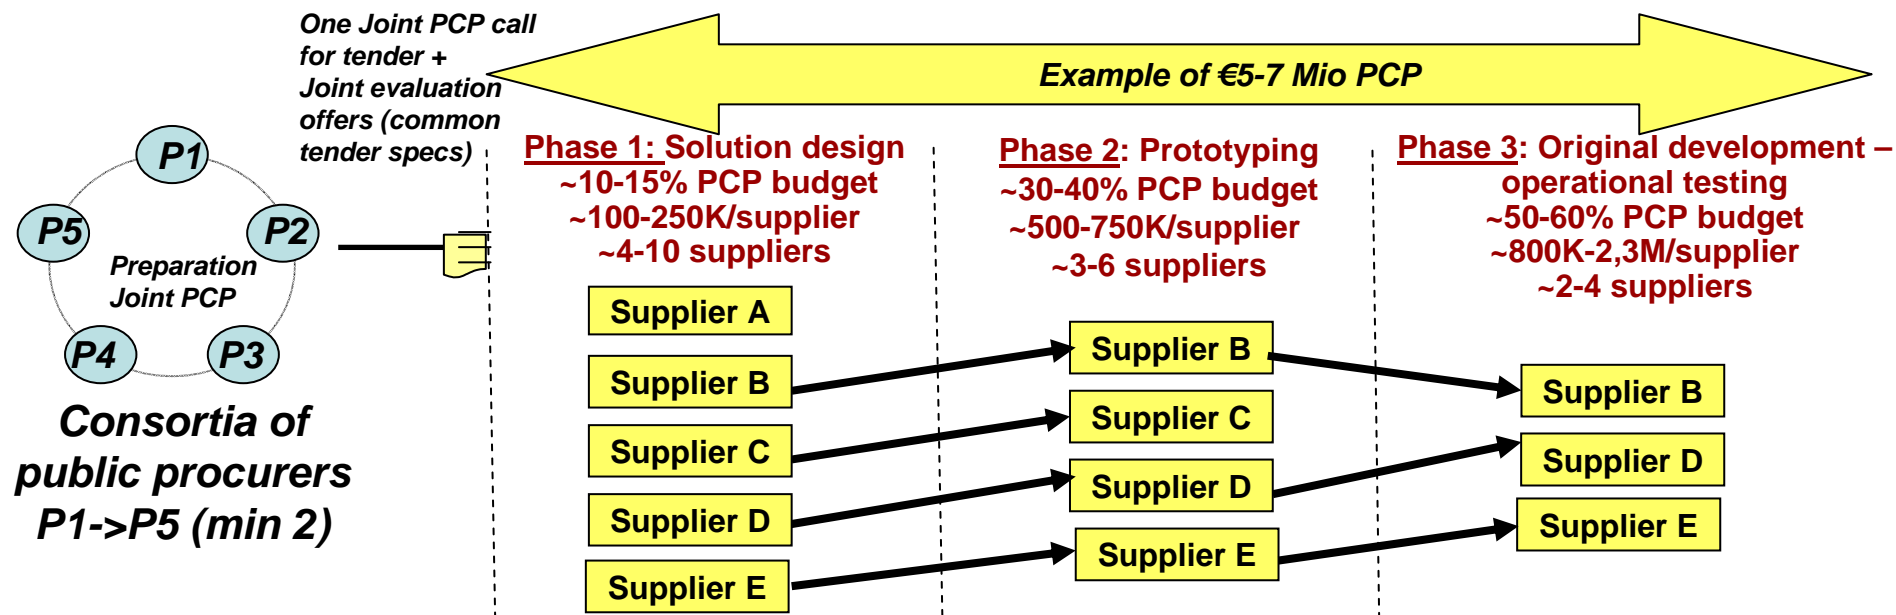 One Joint PCP call
for tender +
Joint evaluation
offers (common
tender specs)
Example of €5-7 Mio PCP
P1
P2
P3
P4
P5
Preparation
Joint PCP
Consortia of
public procurers
P1->P5 (min 2)
Phase 1: Solution design
~10-15% PCP budget
~100-250K/supplier
~4-10 suppliers
Supplier A
Supplier B
Supplier C
Supplier D
Supplier E
Phase 2: Prototyping
~30-40% PCP budget
~500-750K/supplier
~3-6 suppliers
Supplier B
Supplier C
Supplier D
Supplier E
Phase 3: Original development –
operational testing
~50-60% PCP budget
~800K-2,3M/supplier
~2-4 suppliers
Supplier B
Supplier D
Supplier E